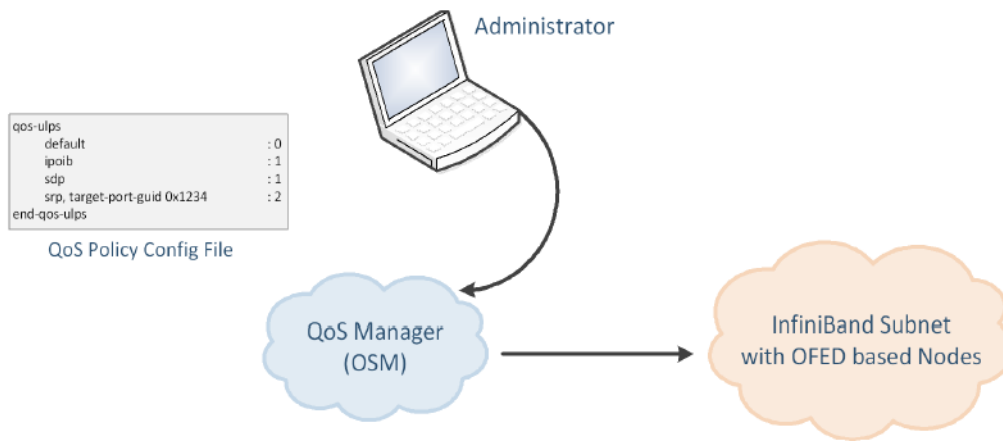 Administrator
qos-ulps
default : 0
ipoib : 1
sdp : 1
srp, target-port-guid 0x1234 : 2
end-qos-ulps
QoS Policy Config File
QoS Manager
(OSM)
InfiniBand Subnet
with OFED based Nodes